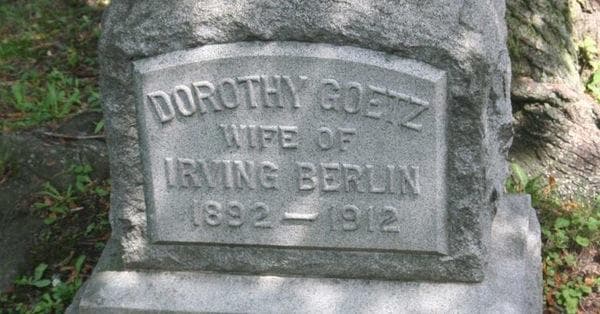 DOROTHY GOETZ
WIFE OF
IRVING BERLIN
1892 — 1912